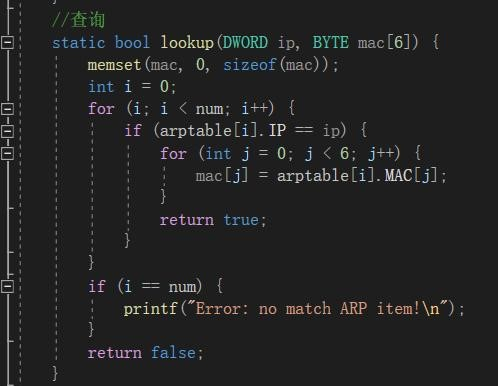 //查询
static bool lookup(DWORD ip, BYTE mac[6]) {
memset(mac, 0, sizeof(mac));
int i = 0;
for (i; i < num; i++) {
if (arptable[i].IP == ip) {
for (int j = 0; j < 6; j++) {
mac[j] = arptable[i].MAC[j];
}
return true;
}
}
if (i == num) {
printf("Error: no match ARP item!\n");
}
return false;
}